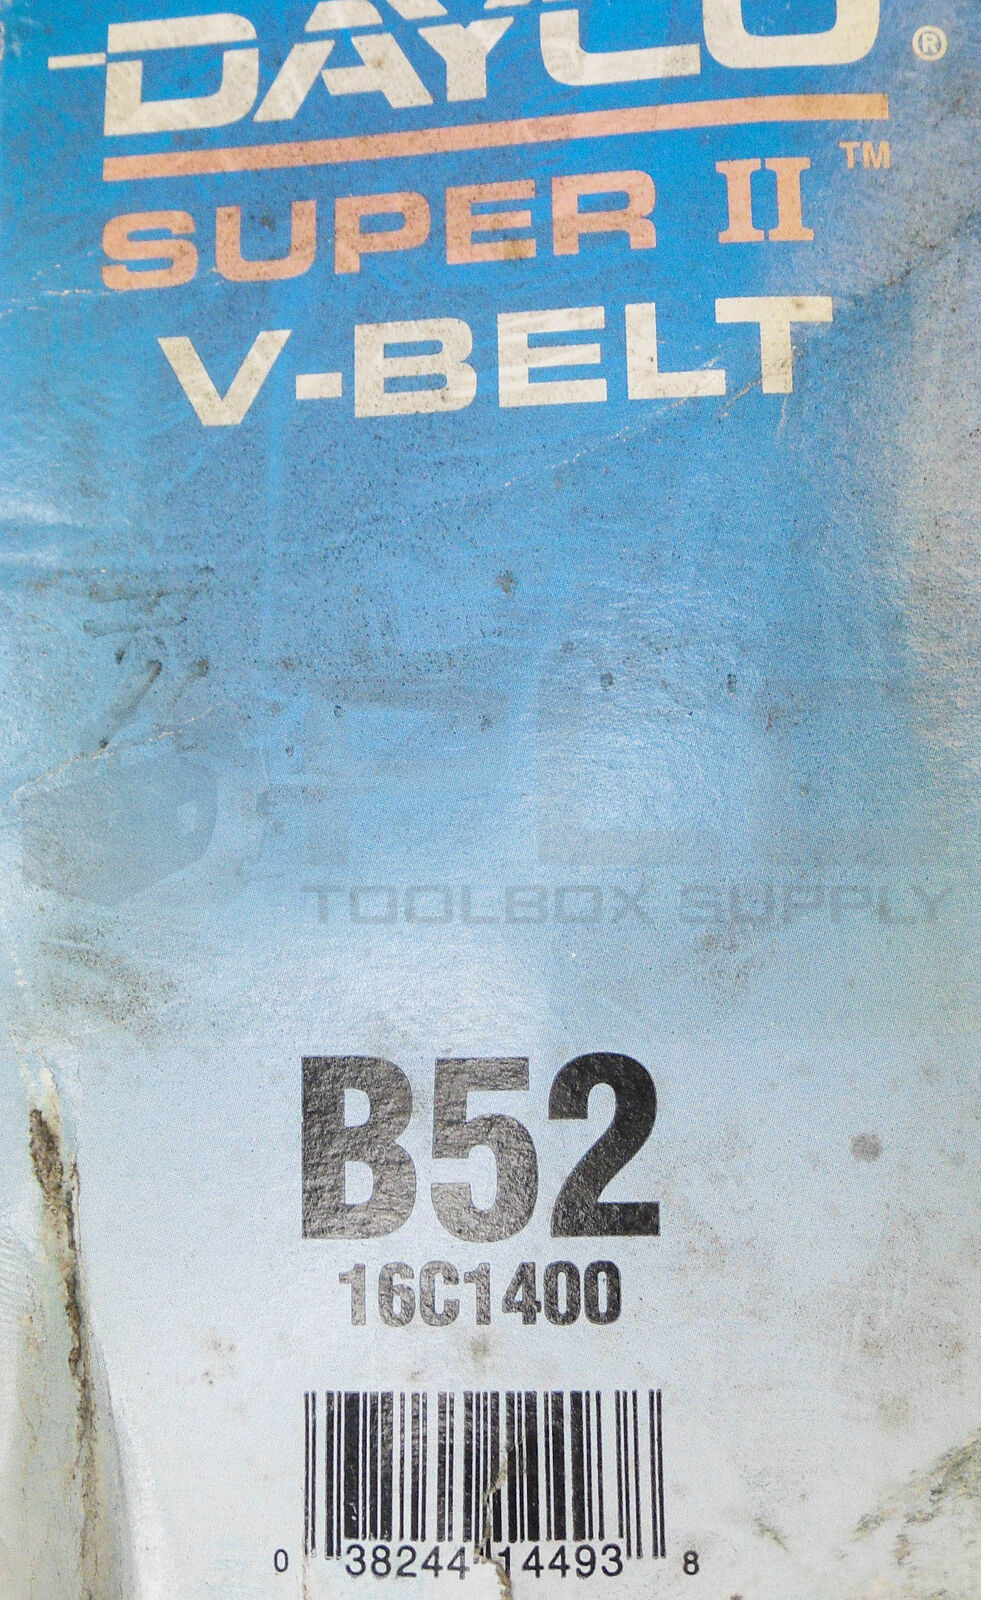 DAYCO®
SUPER II™
V-BELT
TOOLBOX SUPPLY
B52
16C1400
0 38244 14493 8